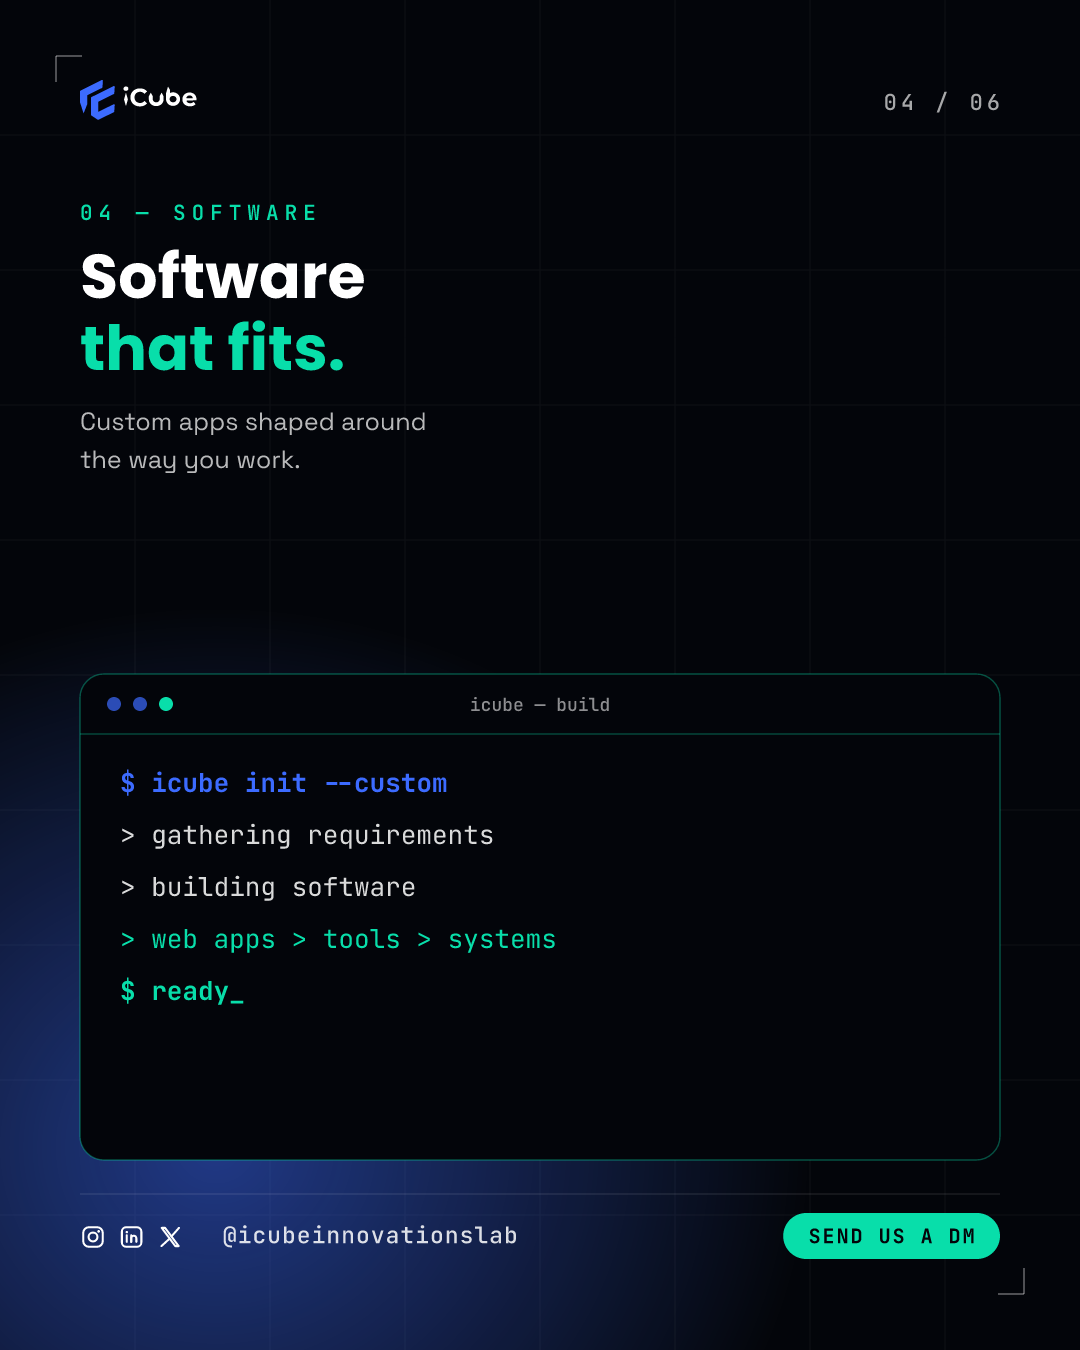 iCube
04 / 06
04 — SOFTWARE
Software
that fits.
Custom apps shaped around
the way you work.
icube — build
$ icube init --custom
> gathering requirements
> building software
> web apps > tools > systems
$ ready_
@icubeinnovationslab
SEND US A DM